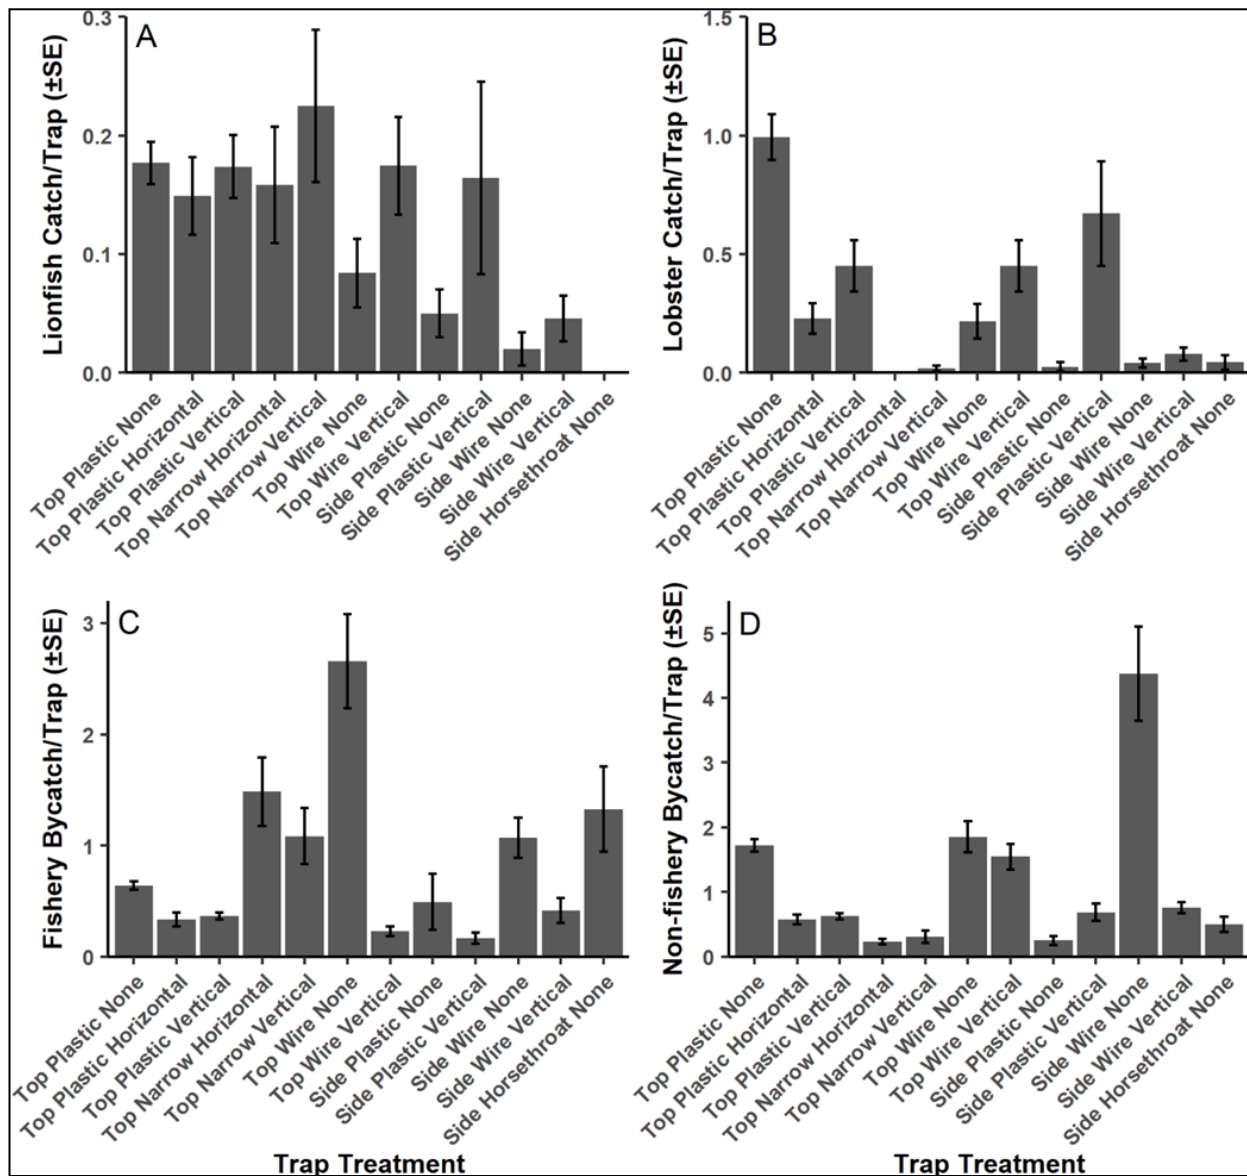 A
Lionfish Catch/Trap (±SE)
0.3
0.2
0.1
0.0
Top Plastic None
Top Plastic Horizontal
Top Plastic Vertical
Top Narrow Horizontal
Top Narrow Vertical
Top Wire None
Top Wire Vertical
Side Plastic None
Side Plastic Vertical
Side Wire None
Side Wire Vertical
Side Horsethroat None
B
Lobster Catch/Trap (±SE)
1.5
1.0
0.5
0.0
Top Plastic None
Top Plastic Horizontal
Top Plastic Vertical
Top Narrow Horizontal
Top Narrow Vertical
Top Wire None
Top Wire Vertical
Side Plastic None
Side Plastic Vertical
Side Wire None
Side Wire Vertical
Side Horsethroat None
C
Fishery Bycatch/Trap (±SE)
3
2
1
0
Top Plastic None
Top Plastic Horizontal
Top Plastic Vertical
Top Narrow Horizontal
Top Narrow Vertical
Top Wire None
Top Wire Vertical
Side Plastic None
Side Plastic Vertical
Side Wire None
Side Wire Vertical
Side Horsethroat None
Trap Treatment
D
Non-fishery Bycatch/Trap (±SE)
5
4
3
2
1
0
Top Plastic None
Top Plastic Horizontal
Top Plastic Vertical
Top Narrow Horizontal
Top Narrow Vertical
Top Wire None
Top Wire Vertical
Side Plastic None
Side Plastic Vertical
Side Wire None
Side Wire Vertical
Side Horsethroat None
Trap Treatment